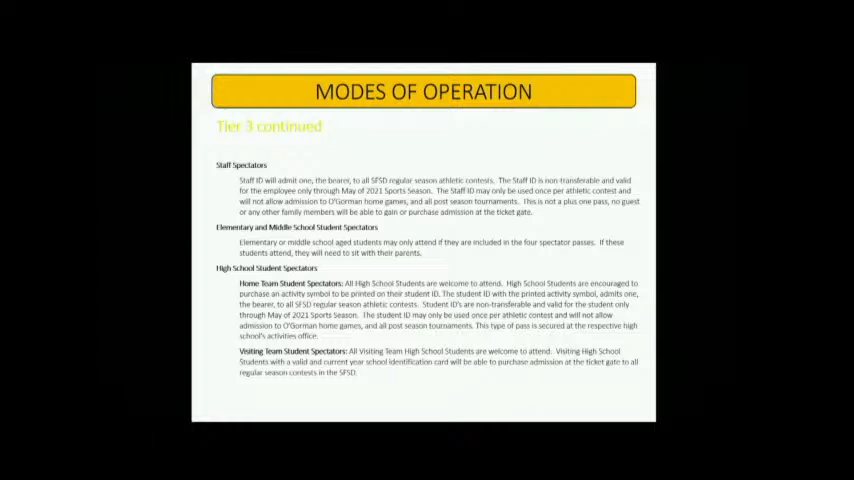 MODES OF OPERATION
Tier 3 continued
Staff Spectators
Staff ID will admit one, the bearer, to all SFSD regular season athletic contests. The Staff ID is non-transferable and valid
for the employee only through May of 2021 Sports Season. The Staff ID may only be used once per athletic contest and
will not allow admission to O'Gorman home games, and all post season tournaments. This is not a plus one pass, no guest
or any other family members will be able to gain or purchase admission at the ticket gate.
Elementary and Middle School Student Spectators
Elementary or middle school aged students may only attend if they are included in the four spectator passes. If these
students attend, they will need to sit with their parents.
High School Student Spectators
Home Team Student Spectators: All High School Students are welcome to attend. High School Students are encouraged to
purchase an activity symbol to be printed on their student ID. The student ID with the printed activity symbol, admits one,
the bearer, to all SFSD regular season athletic contests. Student ID's are non-transferable and valid for the student only
through May of 2021 Sports Season. The student ID may only be used once per athletic contest and will not allow
admission to O'Gorman home games, and all post season tournaments. This type of pass is secured at the respective high
school's activities office.
Visiting Team Student Spectators: All Visiting Team High School Students are welcome to attend. Visiting High School
Students with a valid and current year school identification card will be able to purchase admission at the ticket gate to all
regular season contests in the SFSD.